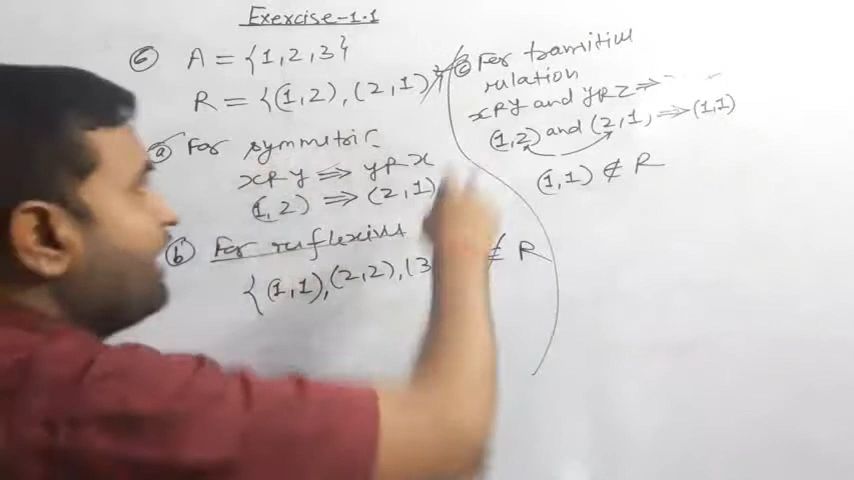 Exercise-1.1
⑥ A = {1,2,3}
R = {(1,2), (2,1)}
ⓐ For symmetric
xRy ⇒ yRx
(1,2) ⇒ (2,1)
ⓑ For reflexive
{(1,1),(2,2),(3 ∉ R
ⓒ For transitive
relation
xRy and yRz ⇒
(1,2) and (2,1) ⇒ (1,1)
(1,1) ∉ R